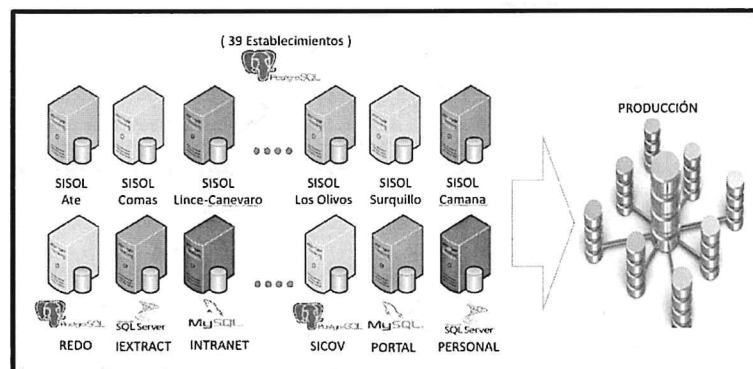 ( 39 Establecimientos )
PostgreSQL
PRODUCCIÓN
SISOL
Ate
SISOL
Comas
SISOL
Lince-Canevaro
SISOL
Los Olivos
SISOL
Surquillo
SISOL
Camana
PostgreSQL
REDO
SQL Server
IEXTRACT
MySQL
INTRANET
PostgreSQL
SICOV
MySQL
PORTAL
SQL Server
PERSONAL